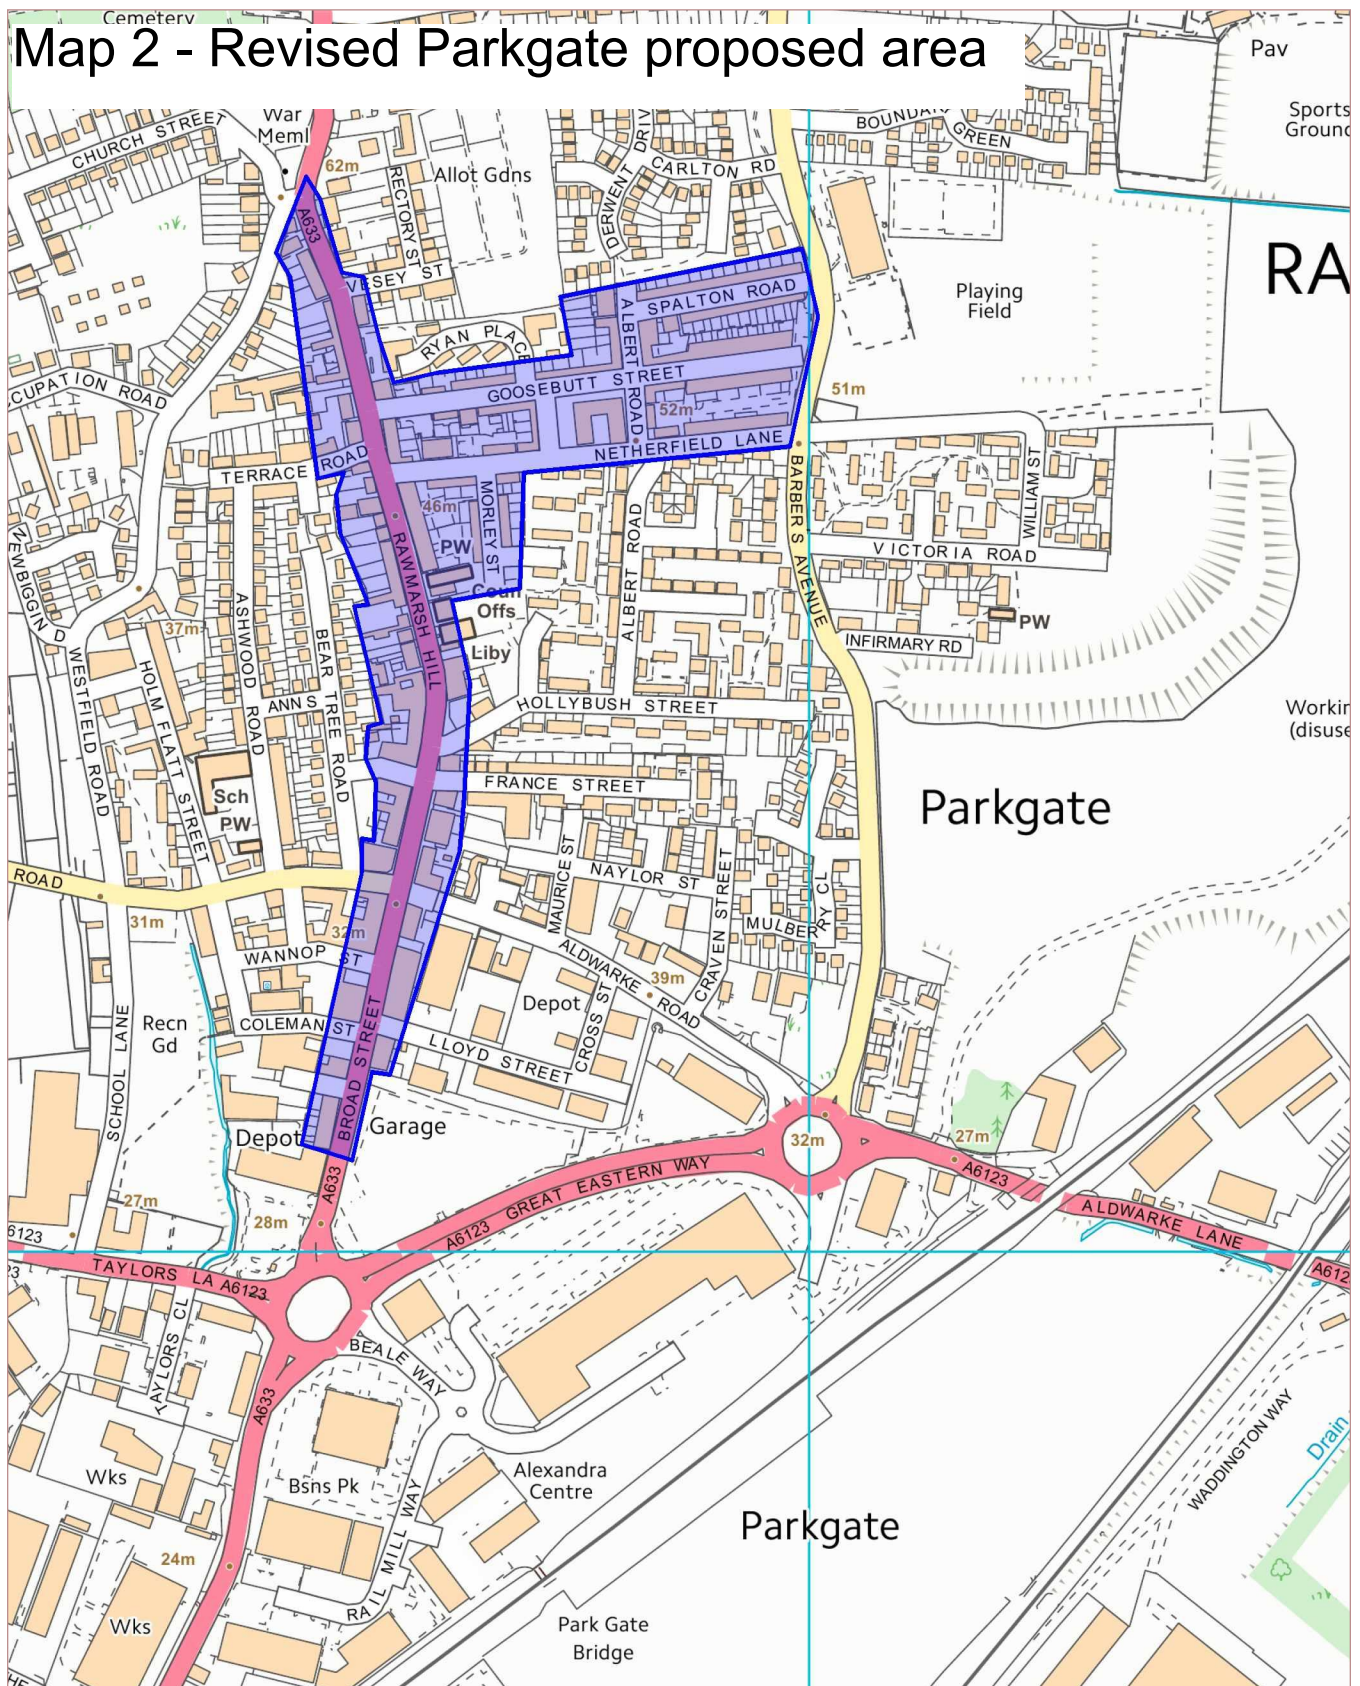 Cemetery
Map 2 - Revised Parkgate proposed area
Pav
Sports
Ground
War
Meml
CHURCH STREET
62m
RECTORY ST
Allot Gdns
DERWENT DRIV
CARLTON RD
BOUNDAR
GREEN
A633
VESEY ST
RYAN PLACE
ALBERT ROAD
SPALTON ROAD
Playing
Field
RA
GOOSEBUTT STREET
CUPATION ROAD
52m
51m
NETHERFIELD LANE
TERRACE ROAD
46m
MORLEY ST
PW
Coun
Offs
Liby
RAWMARSH HILL
ALBERT ROAD
BARBER'S AVENUE
WILLIAM ST
VICTORIA ROAD
PW
INFIRMARY RD
NEWBIGGIN D
37m
WESTFIELD ROAD
HOLM FLATT STREET
ASHWOOD ROAD
ANN S
BEAR TREE ROAD
HOLLYBUSH STREET
Workin
(disuse
FRANCE STREET
Parkgate
Sch
PW
ROAD
31m
MAURICE ST
NAYLOR ST
CRAVEN STREET
MULBERRY CL
32m
WANNOP ST
ALDWARKE ROAD
39m
Depot
CROSS ST
Recn
Gd
COLEMAN ST
LLOYD STREET
SCHOOL LANE
BROAD STREET
Depot
Garage
32m
27m
A6123
ALDWARKE LANE
A612
A633
GREAT EASTERN WAY
A6123
27m
28m
6123
TAYLORS LA A6123
TAYLORS CL
BEALE WAY
A633
WADDINGTON WAY
Drain
Wks
Bsns Pk
Alexandra
Centre
RAIL MILL WAY
Parkgate
24m
Wks
Park Gate
Bridge